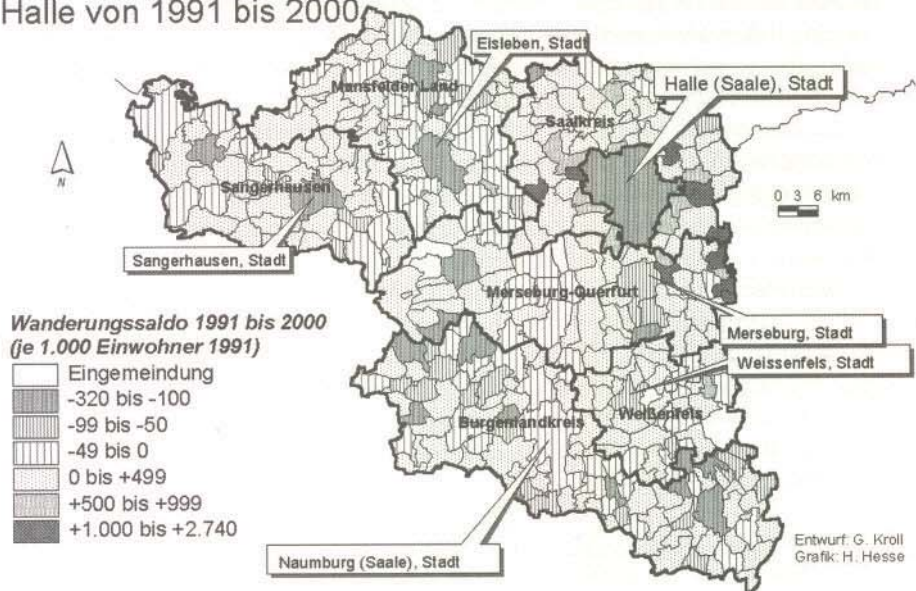 Halle von 1991 bis 2000
Eisleben, Stadt
Mansfelder Land
Halle (Saale), Stadt
Saalkreis
N
Sangerhausen
0 3 6 km
Sangerhausen, Stadt
Merseburg-Querfurt
Wanderungssaldo 1991 bis 2000
(je 1.000 Einwohner 1991)
Eingemeindung
-320 bis -100
-99 bis -50
-49 bis 0
0 bis +499
+500 bis +999
+1.000 bis +2.740
Merseburg, Stadt
Weissenfels, Stadt
Weißenfels
Burgenlandkreis
Naumburg (Saale), Stadt
Entwurf: G. Kroll
Grafik: H. Hesse